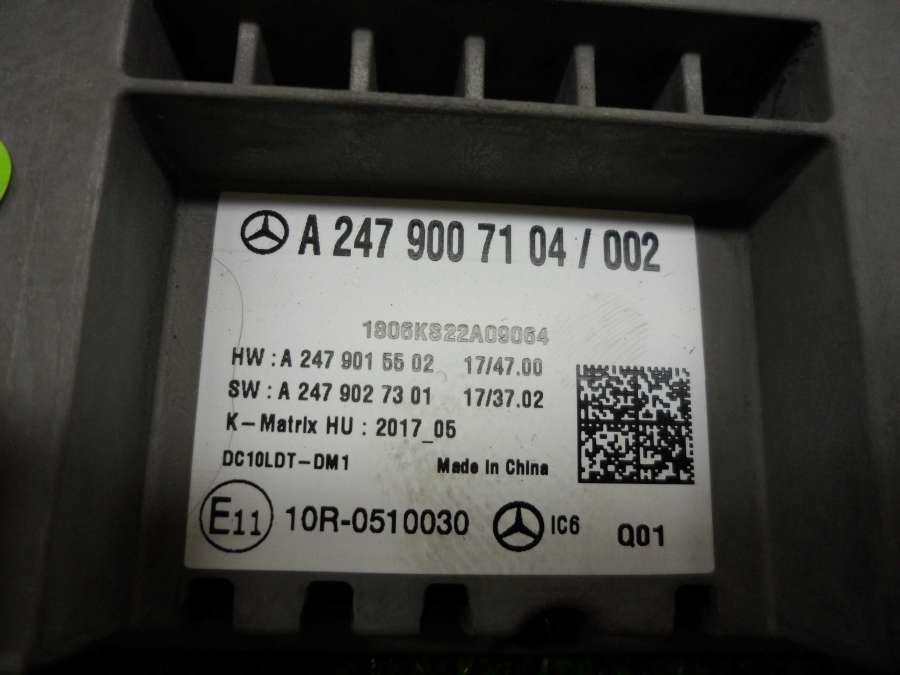 A 247 900 71 04 / 002
1806KS22A09064
HW : A 247 901 55 02 17/47.00
SW : A 247 902 73 01 17/37.02
K-Matrix HU : 2017_05
DC10LDT-DM1 Made in China
E11 10R-0510030 IC6 Q01